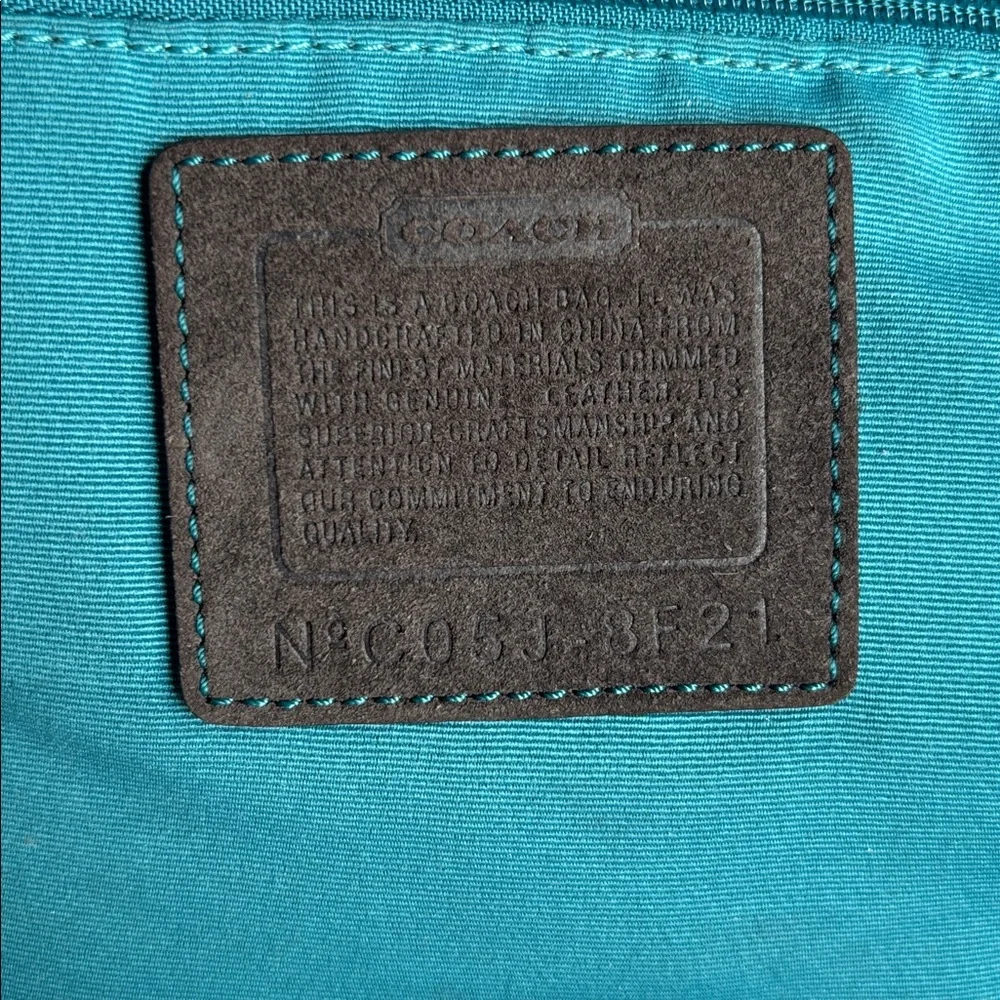 COACH
THIS IS A COACH BAG. IT WAS
HANDCRAFTED IN CHINA FROM
THE FINEST MATERIALS TRIMMED
WITH GENUINE LEATHER. ITS
SUPERIOR CRAFTSMANSHIP AND
ATTENTION TO DETAIL REFLECT
OUR COMMITMENT TO ENDURING
QUALITY.
Nº C05J-8F21